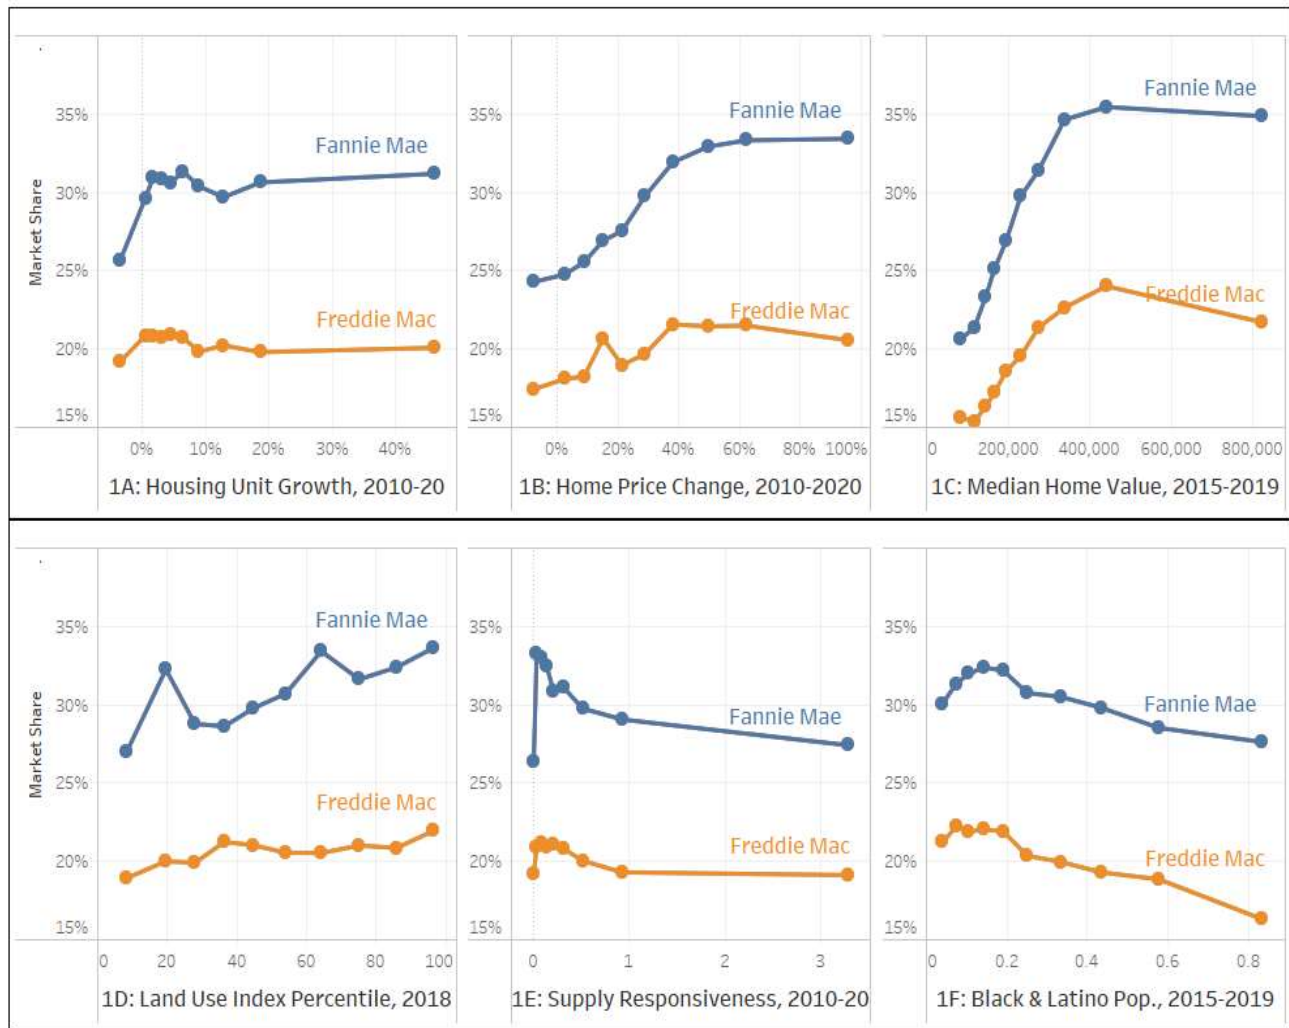 Fannie Mae
Fannie Mae
Fannie Mae
35%
35%
35%
30%
30%
30%
Market Share
25%
25%
25%
Freddie Mac
Freddie Mac
Freddie Mac
20%
20%
20%
15%
15%
15%
0% 10% 20% 30% 40%
0% 20% 40% 60% 80% 100%
0 200,000 400,000 600,000 800,000
1A: Housing Unit Growth, 2010-20
1B: Home Price Change, 2010-2020
1C: Median Home Value, 2015-2019
Fannie Mae
Fannie Mae
Fannie Mae
35%
35%
35%
30%
30%
30%
Market Share
25%
25%
25%
Freddie Mac
Freddie Mac
Freddie Mac
20%
20%
20%
15%
15%
15%
0 20 40 60 80 100
0 1 2 3
0 0.2 0.4 0.6 0.8
1D: Land Use Index Percentile, 2018
1E: Supply Responsiveness, 2010-20
1F: Black & Latino Pop., 2015-2019